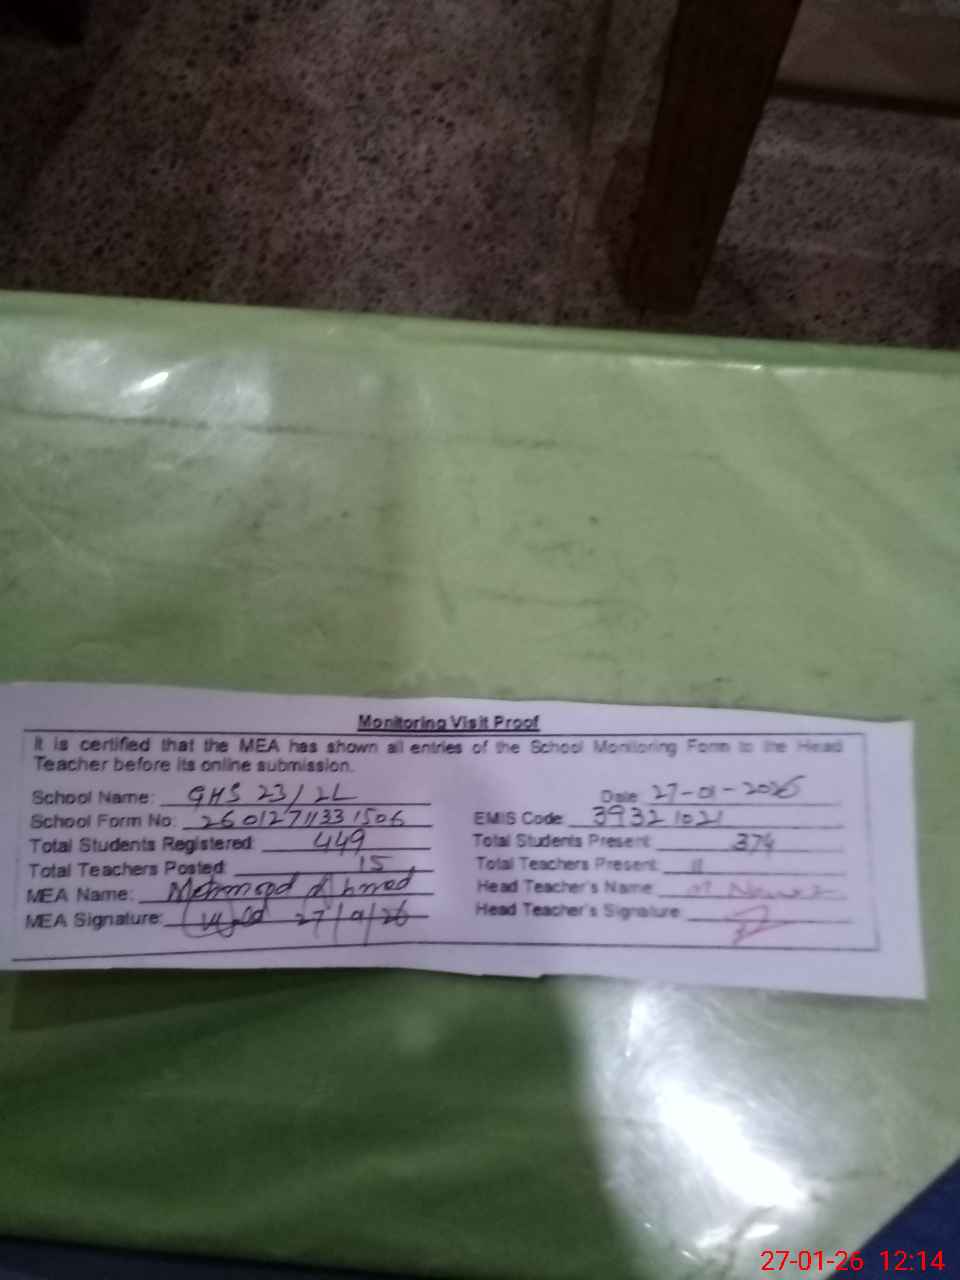 Monitoring Visit Proof
It is certified that the MEA has shown all entries of the School Monitoring Form to the Head
Teacher before its online submission.
School Name: GHS 23/2L Date: 27-01-2026
School Form No: 26012711331506 EMIS Code: 39321021
Total Students Registered: 449 Total Students Present: 374
Total Teachers Posted: 15 Total Teachers Present: 11
MEA Name: Mehmood Ahmed Head Teacher's Name:
MEA Signature: 27/01/26 Head Teacher's Signature:
27-01-26 12:14